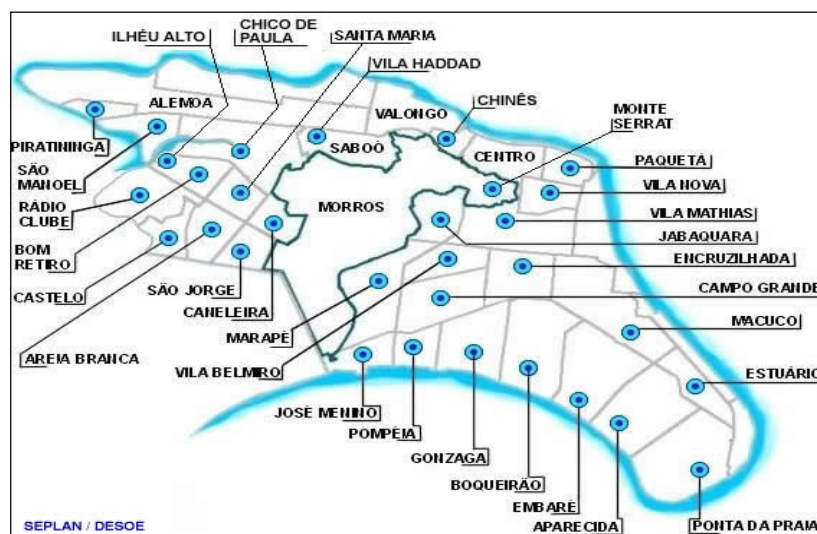 CHICO DE
PAULA
ILHÉU ALTO
SANTA MARIA
VILA HADDAD
ALEMOA
VALONGO
CHINÊS
MONTE
SERRAT
PIRATININGA
SABOÓ
CENTRO
SÃO
MANOEL
PAQUETÁ
RÁDIO
CLUBE
VILA NOVA
MORROS
VILA MATHIAS
BOM
RETIRO
JABAQUARA
ENCRUZILHADA
CASTELO
SÃO JORGE
CAMPO GRANDE
CANELEIRA
MACUCO
MARAPÉ
AREIA BRANCA
VILA BELMIRO
ESTUÁRIO
JOSÉ MENINO
POMPÉIA
GONZAGA
BOQUEIRÃO
EMBARÉ
APARECIDA
PONTA DA PRAIA
SEPLAN / DESOE